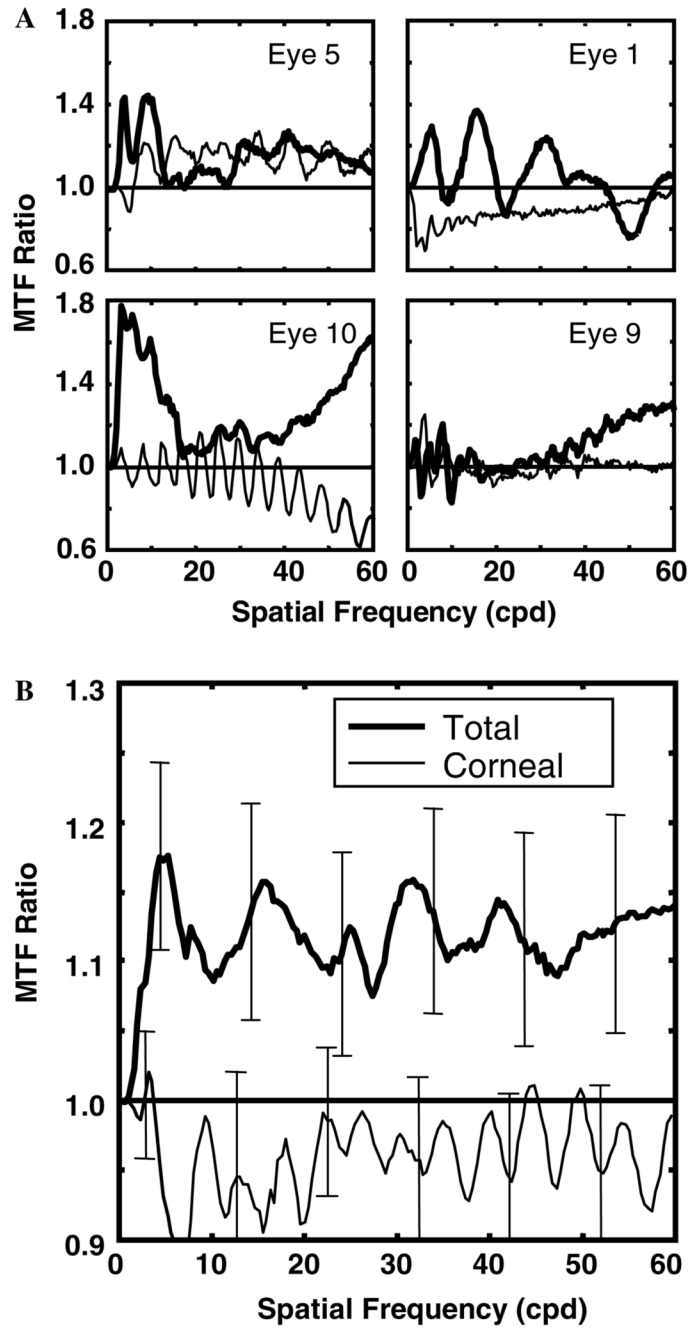 A
1.8
1.4
1.0
0.6
Eye 5
Eye 1
MTF Ratio
1.8
1.4
1.0
0.6
Eye 10
Eye 9
0 20 40 60
0 20 40 60
Spatial Frequency (cpd)
B
1.3
1.2
1.1
1.0
0.9
MTF Ratio
Total
Corneal
0 10 20 30 40 50 60
Spatial Frequency (cpd)